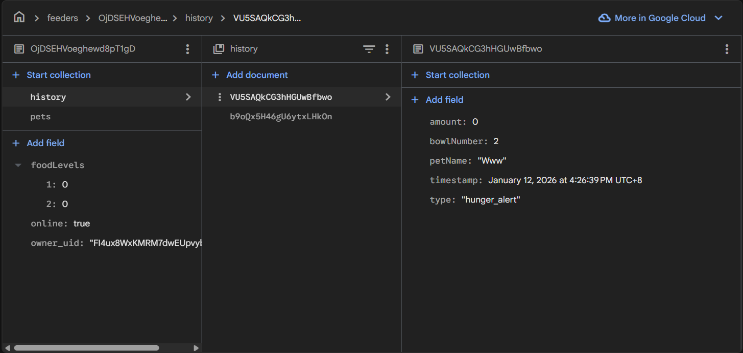 feeders > OjDSEHVoeghe... > history > VU5SAQkCG3h...
More in Google Cloud
OjDSEHVoeghewd8pT1gD
+ Start collection
history
pets
+ Add field
foodLevels
1: 0
2: 0
online: true
owner_uid: "FI4ux8WxKMRM7dwEUpvyb
history
+ Add document
VU5SAQkCG3hHGUwBfbwo
b9oQx5H46gU6ytxLHkOn
VU5SAQkCG3hHGUwBfbwo
+ Start collection
+ Add field
amount: 0
bowlNumber: 2
petName: "Www"
timestamp: January 12, 2026 at 4:26:39 PM UTC+8
type: "hunger_alert"